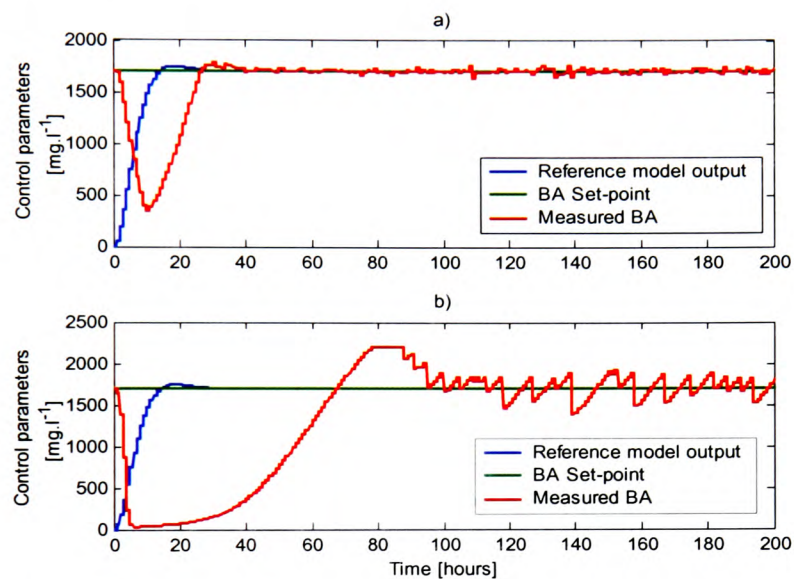 a)
2000
1500
1000
500
0
Control parameters
[mg.l-1]
Reference model output
BA Set-point
Measured BA
0 20 40 60 80 100 120 140 160 180 200
b)
2500
2000
1500
1000
500
0
Control parameters
[mg.l-1]
Reference model output
BA Set-point
Measured BA
0 20 40 60 80 100 120 140 160 180 200
Time [hours]